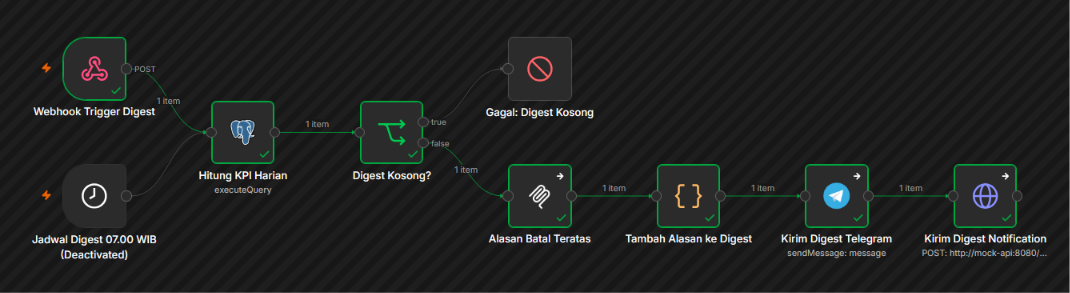 POST
1 item
Webhook Trigger Digest
Gagal: Digest Kosong
1 item
true
false
Hitung KPI Harian
executeQuery
Digest Kosong?
1 item
1 item
1 item
1 item
Jadwal Digest 07.00 WIB
(Deactivated)
Alasan Batal Teratas
Tambah Alasan ke Digest
{ }
Kirim Digest Telegram
sendMessage: message
Kirim Digest Notification
POST: http://mock-api:8080/...